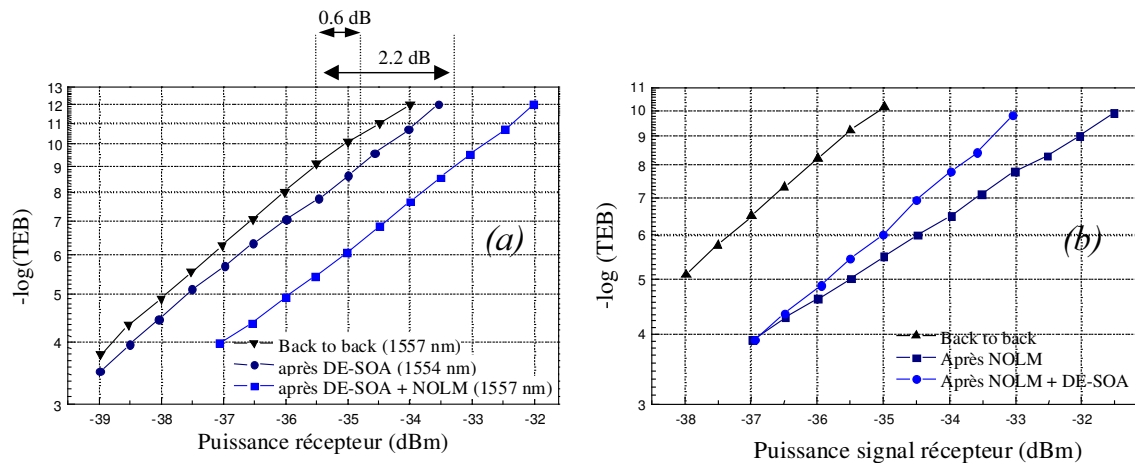 0.6 dB
2.2 dB
13
12
11
10
9
8
7
6
5
4
3
-log(TEB)
(a)
Back to back (1557 nm)
après DE-SOA (1554 nm)
après DE-SOA + NOLM (1557 nm)
-39 -38 -37 -36 -35 -34 -33 -32
Puissance récepteur (dBm)
11
10
9
8
7
6
5
4
3
-log (TEB)
(b)
Back to back
Après NOLM
Après NOLM + DE-SOA
-38 -37 -36 -35 -34 -33 -32
Puissance signal récepteur (dBm)